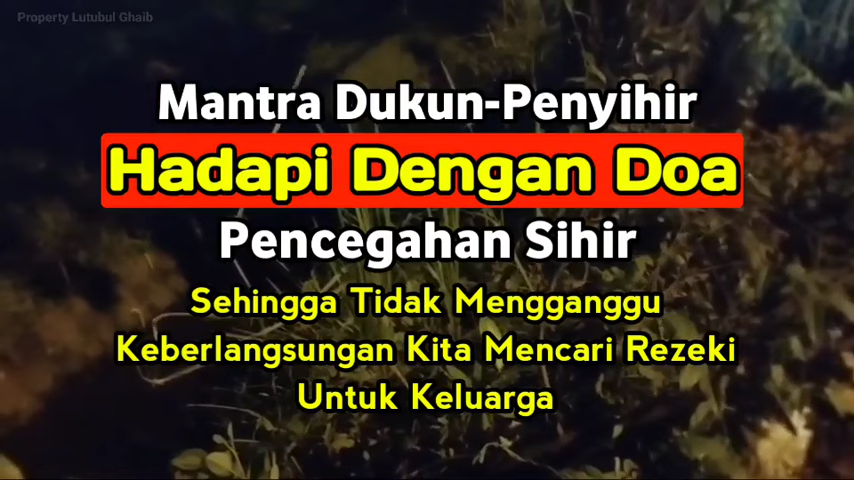 Property Lutubul Ghaib
Mantra Dukun-Penyihir
Hadapi Dengan Doa
Pencegahan Sihir
Sehingga Tidak Mengganggu
Keberlangsungan Kita Mencari Rezeki
Untuk Keluarga